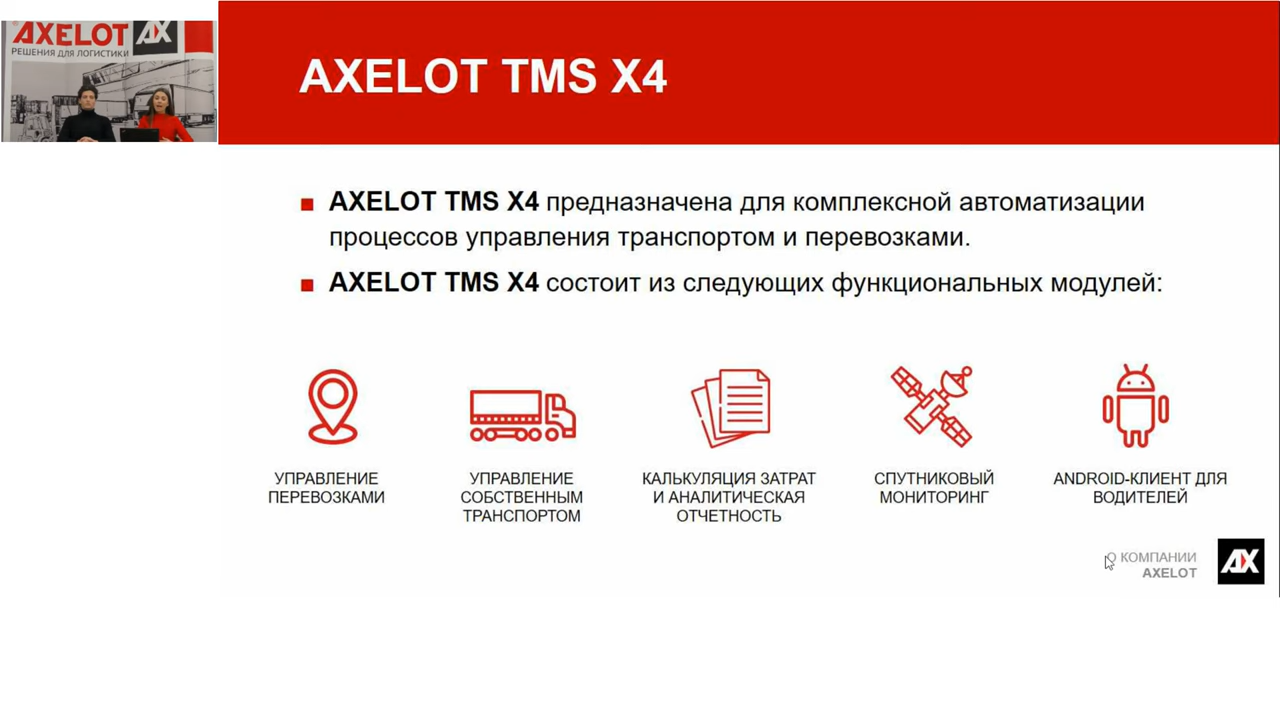 AXELOT AX
РЕШЕНИЯ ДЛЯ ЛОГИСТИКИ
AXELOT TMS X4
AXELOT TMS X4 предназначена для комплексной автоматизации
процессов управления транспортом и перевозками.
AXELOT TMS X4 состоит из следующих функциональных модулей:
УПРАВЛЕНИЕ
ПЕРЕВОЗКАМИ
УПРАВЛЕНИЕ
СОБСТВЕННЫМ
ТРАНСПОРТОМ
КАЛЬКУЛЯЦИЯ ЗАТРАТ
И АНАЛИТИЧЕСКАЯ
ОТЧЕТНОСТЬ
СПУТНИКОВЫЙ
МОНИТОРИНГ
ANDROID-КЛИЕНТ ДЛЯ
ВОДИТЕЛЕЙ
О КОМПАНИИ
AXELOT
AX